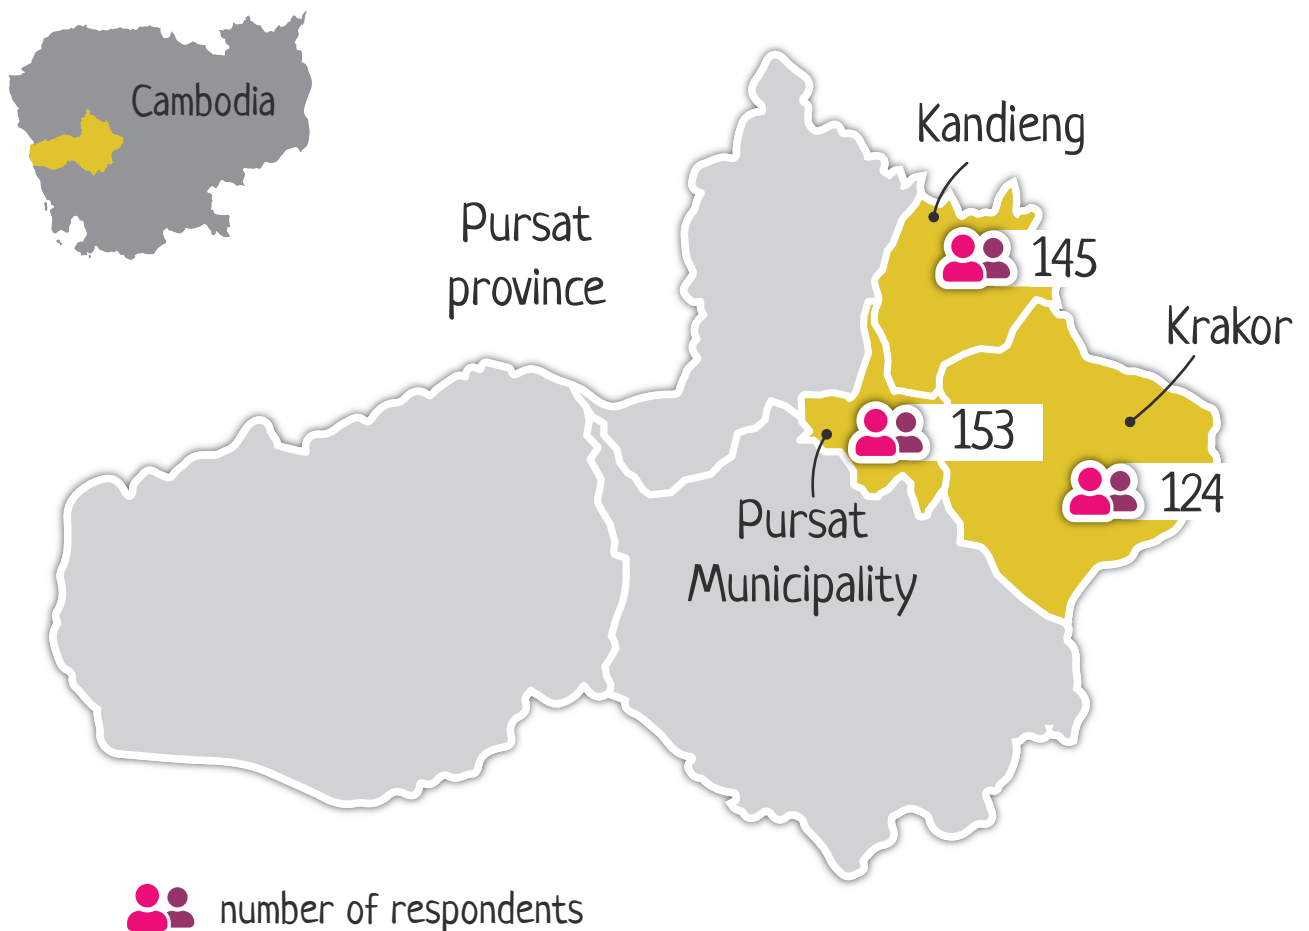 Cambodia
Kandieng
Pursat
province
145
Krakor
153
124
Pursat
Municipality
number of respondents